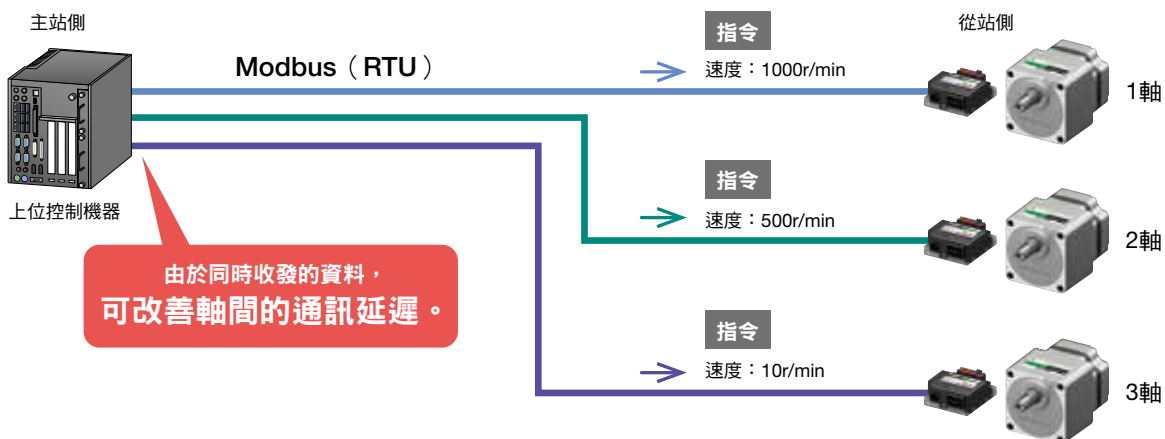 主站側
Modbus（RTU）
上位控制機器
由於同時收發的資料，
可改善軸間的通訊延遲。
指令
速度：1000r/min
從站側
1軸
指令
速度：500r/min
2軸
指令
速度：10r/min
3軸